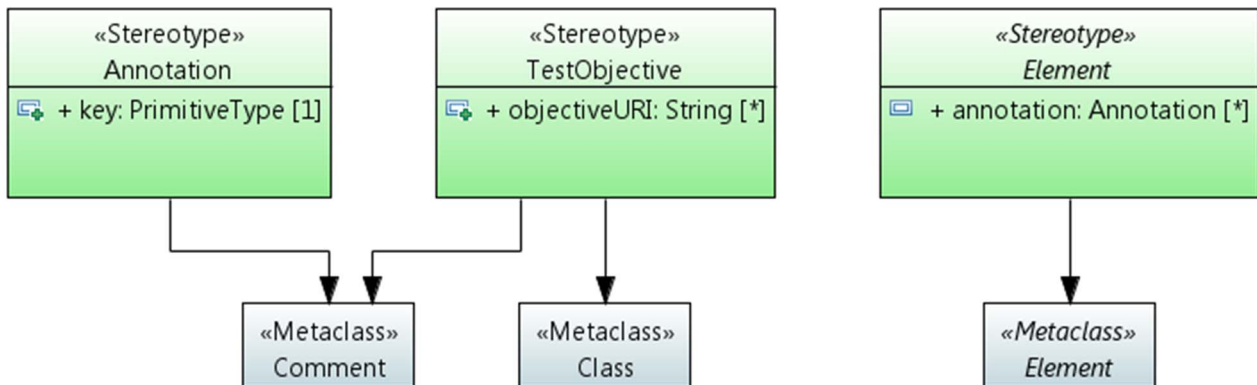 «Stereotype»
Annotation
+ key: PrimitiveType [1]
«Stereotype»
TestObjective
+ objectiveURI: String [*]
«Stereotype»
Element
+ annotation: Annotation [*]
«Metaclass»
Comment
«Metaclass»
Class
«Metaclass»
Element